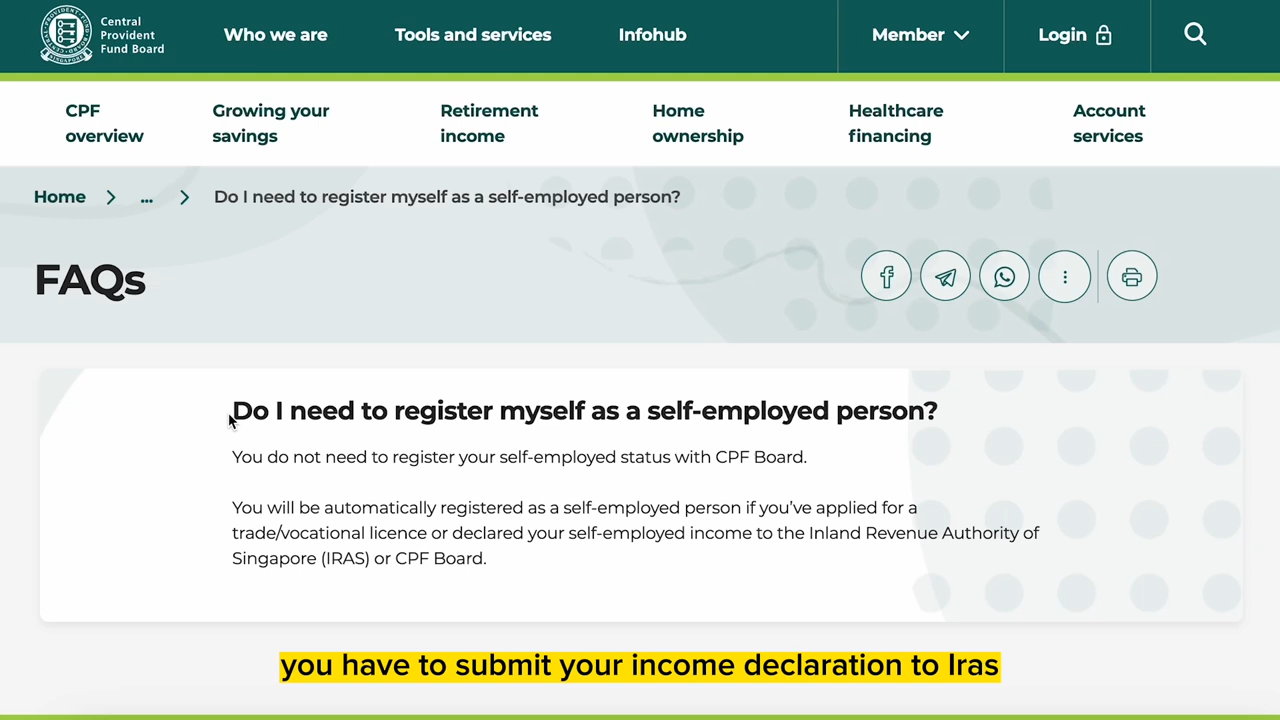 Central
Provident
Fund Board
Who we are
Tools and services
Infohub
Member
Login
CPF
overview
Growing your
savings
Retirement
income
Home
ownership
Healthcare
financing
Account
services
Home
...
Do I need to register myself as a self-employed person?
FAQs
Do I need to register myself as a self-employed person?
You do not need to register your self-employed status with CPF Board.
You will be automatically registered as a self-employed person if you’ve applied for a
trade/vocational licence or declared your self-employed income to the Inland Revenue Authority of
Singapore (IRAS) or CPF Board.
you have to submit your income declaration to Iras